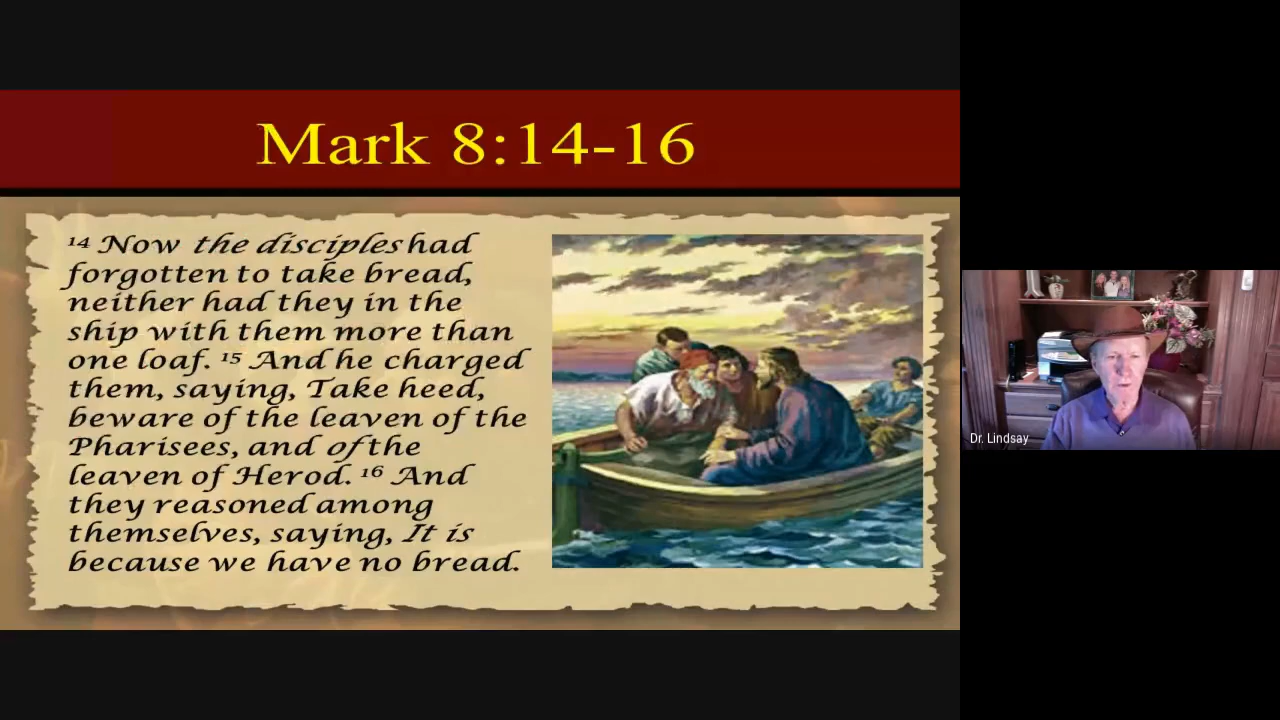 Mark 8:14-16
14 Now the disciples had
forgotten to take bread,
neither had they in the
ship with them more than
one loaf. 15 And he charged
them, saying, Take heed,
beware of the leaven of the
Pharisees, and of the
leaven of Herod. 16 And
they reasoned among
themselves, saying, It is
because we have no bread.
Dr. Lindsay